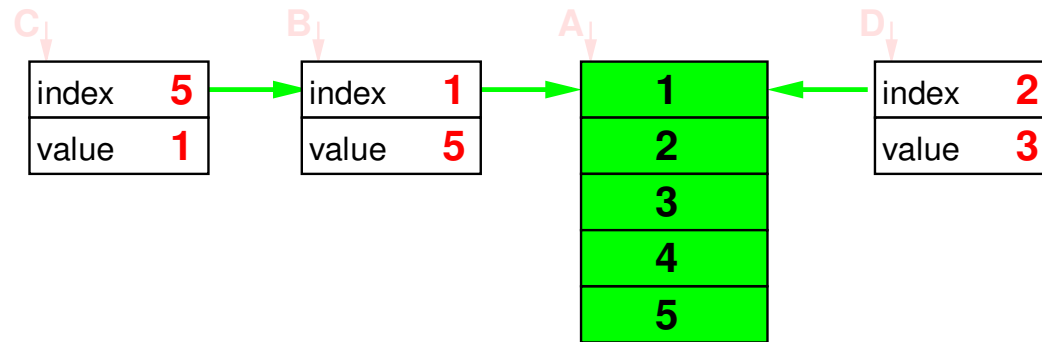 C B A D
index 5 index 1 1 index 2
value 1 value 5 2 value 3
3
4
5